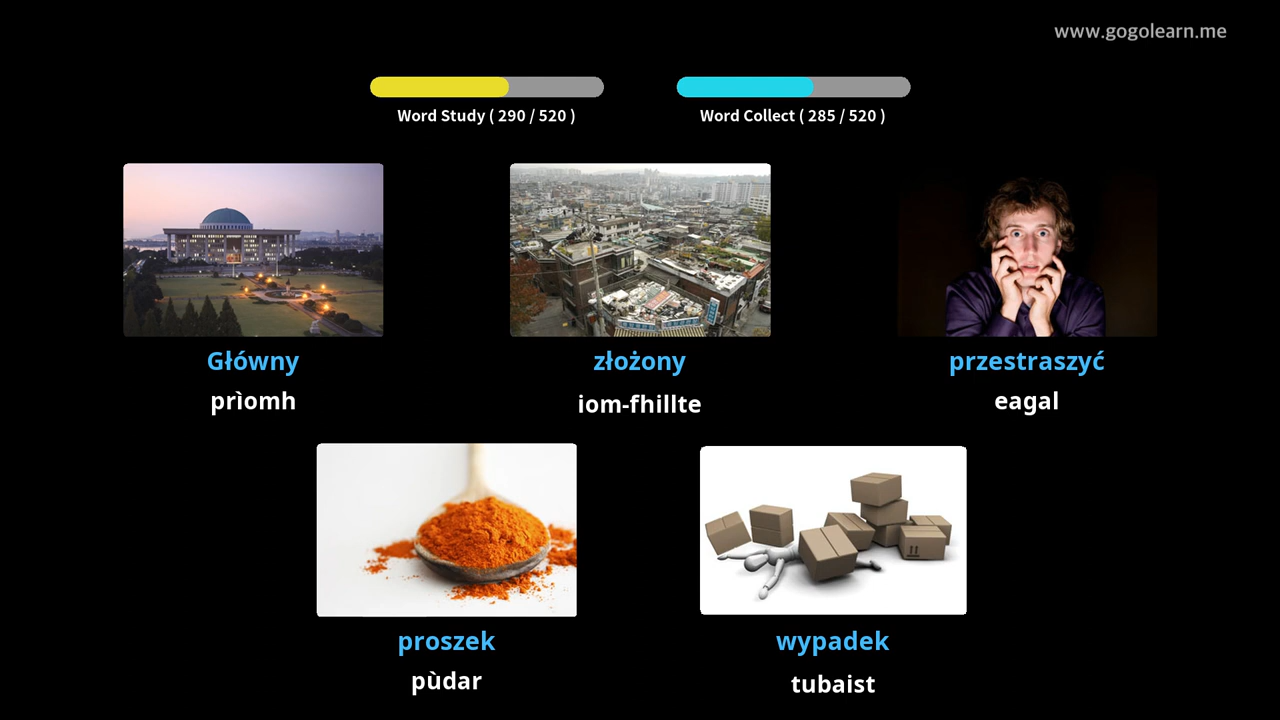 www.gogolearn.me
Word Study ( 290 / 520 )
Word Collect ( 285 / 520 )
Główny
złożony
przestraszyć
prìomh
iom-fhillte
eagal
proszek
wypadek
pùdar
tubaist